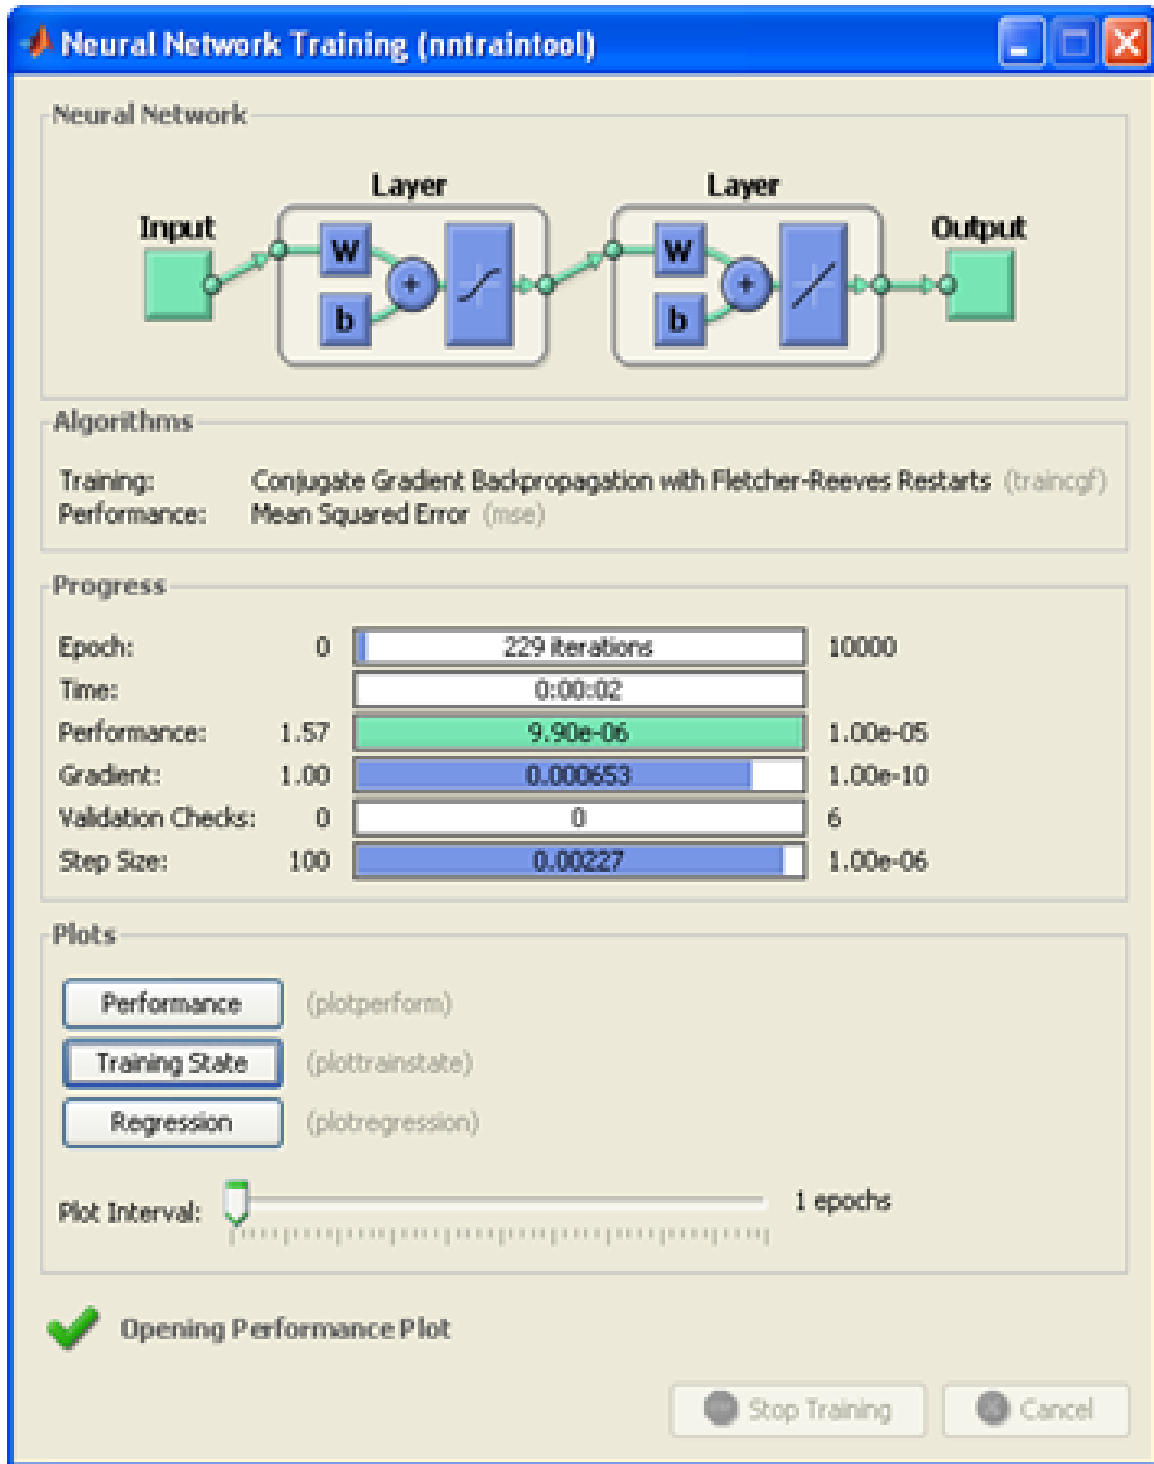 Neural Network Training (nntraintool)
Neural Network
Layer Layer
Input Output
W W
b b
Algorithms
Training: Conjugate Gradient Backpropagation with Fletcher-Reeves Restarts (traincgf)
Performance: Mean Squared Error (mse)
Progress
Epoch: 0 229 iterations 10000
Time: 0:00:02
Performance: 1.57 9.90e-06 1.00e-05
Gradient: 1.00 0.000653 1.00e-10
Validation Checks: 0 0 6
Step Size: 100 0.00227 1.00e-06
Plots
Performance (plotperform)
Training State (plottrainstate)
Regression (plotregression)
Plot Interval: 1 epochs
Opening Performance Plot
Stop Training Cancel